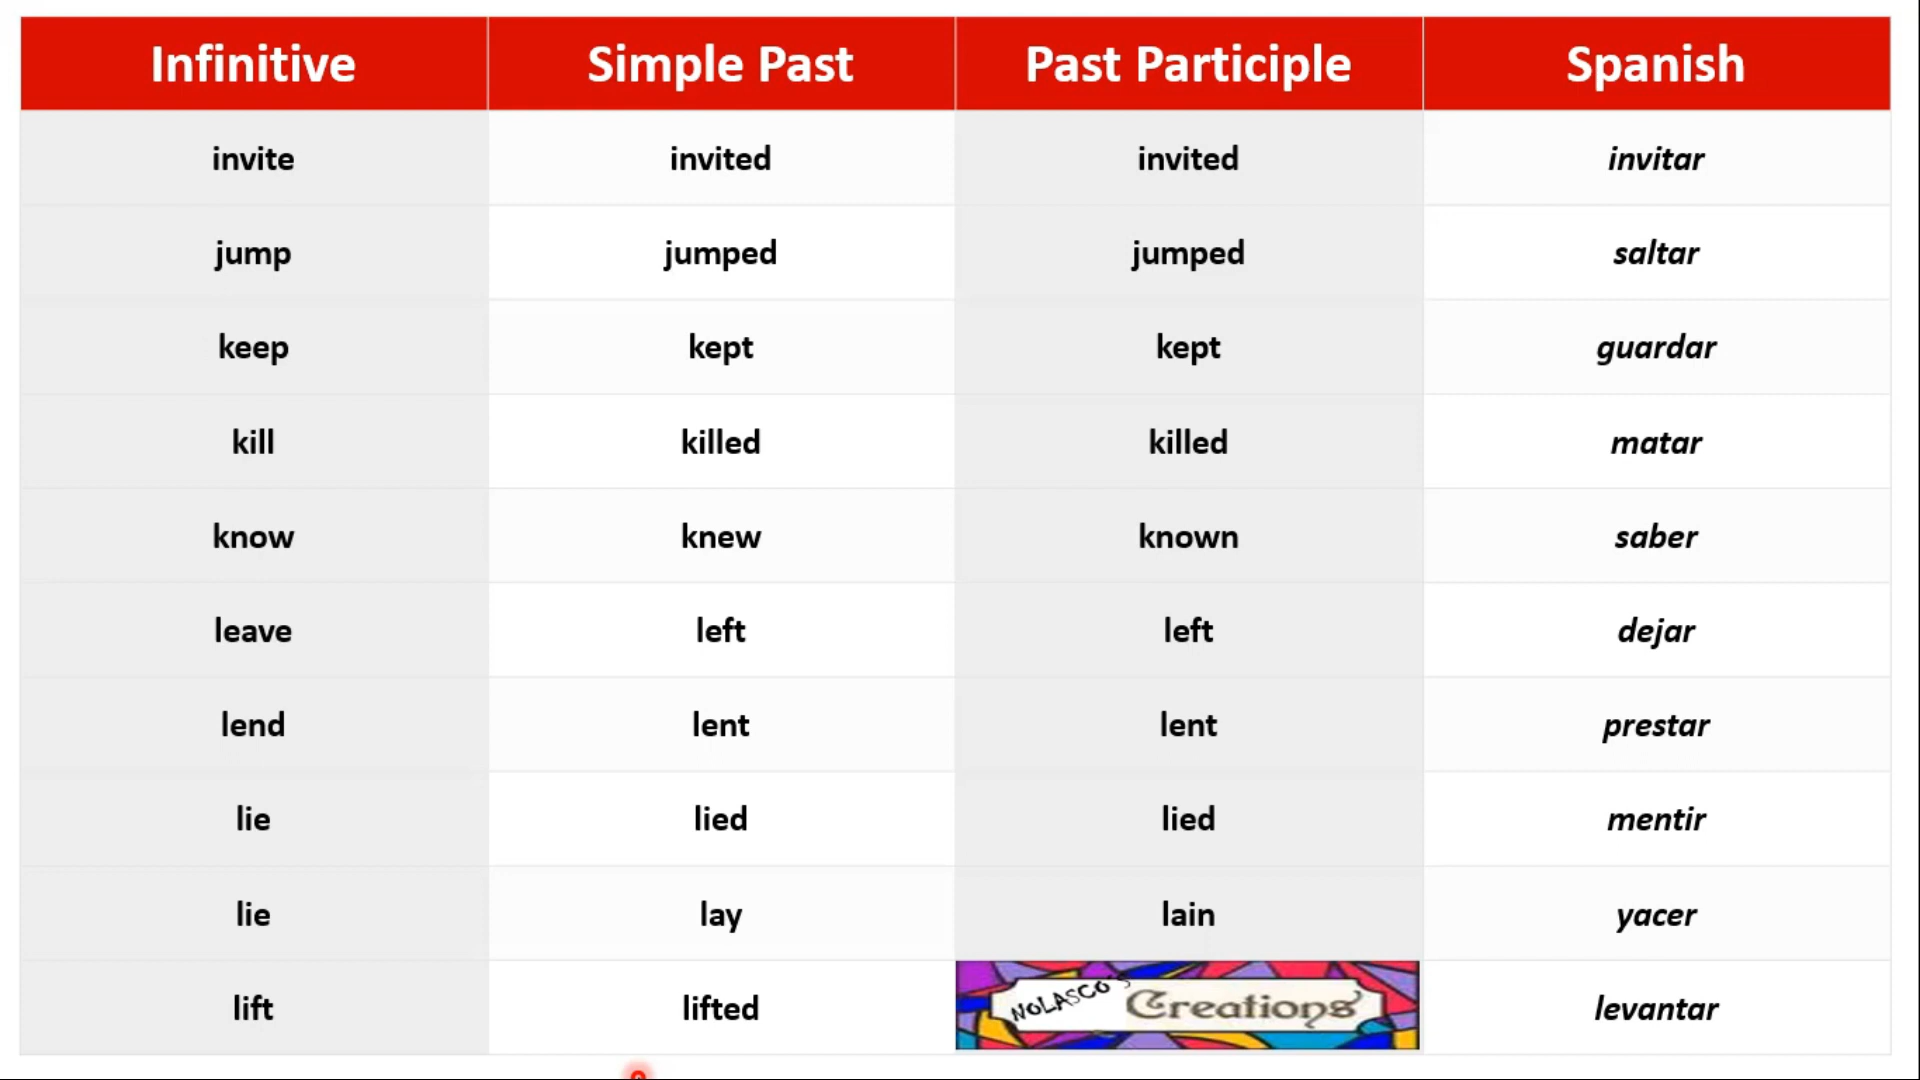 Infinitive Simple Past Past Participle Spanish
invite invited invited invitar
jump jumped jumped saltar
keep kept kept guardar
kill killed killed matar
know knew known saber
leave left left dejar
lend lent lent prestar
lie lied lied mentir
lie lay lain yacer
lift lifted NOLASCO'S Creations levantar